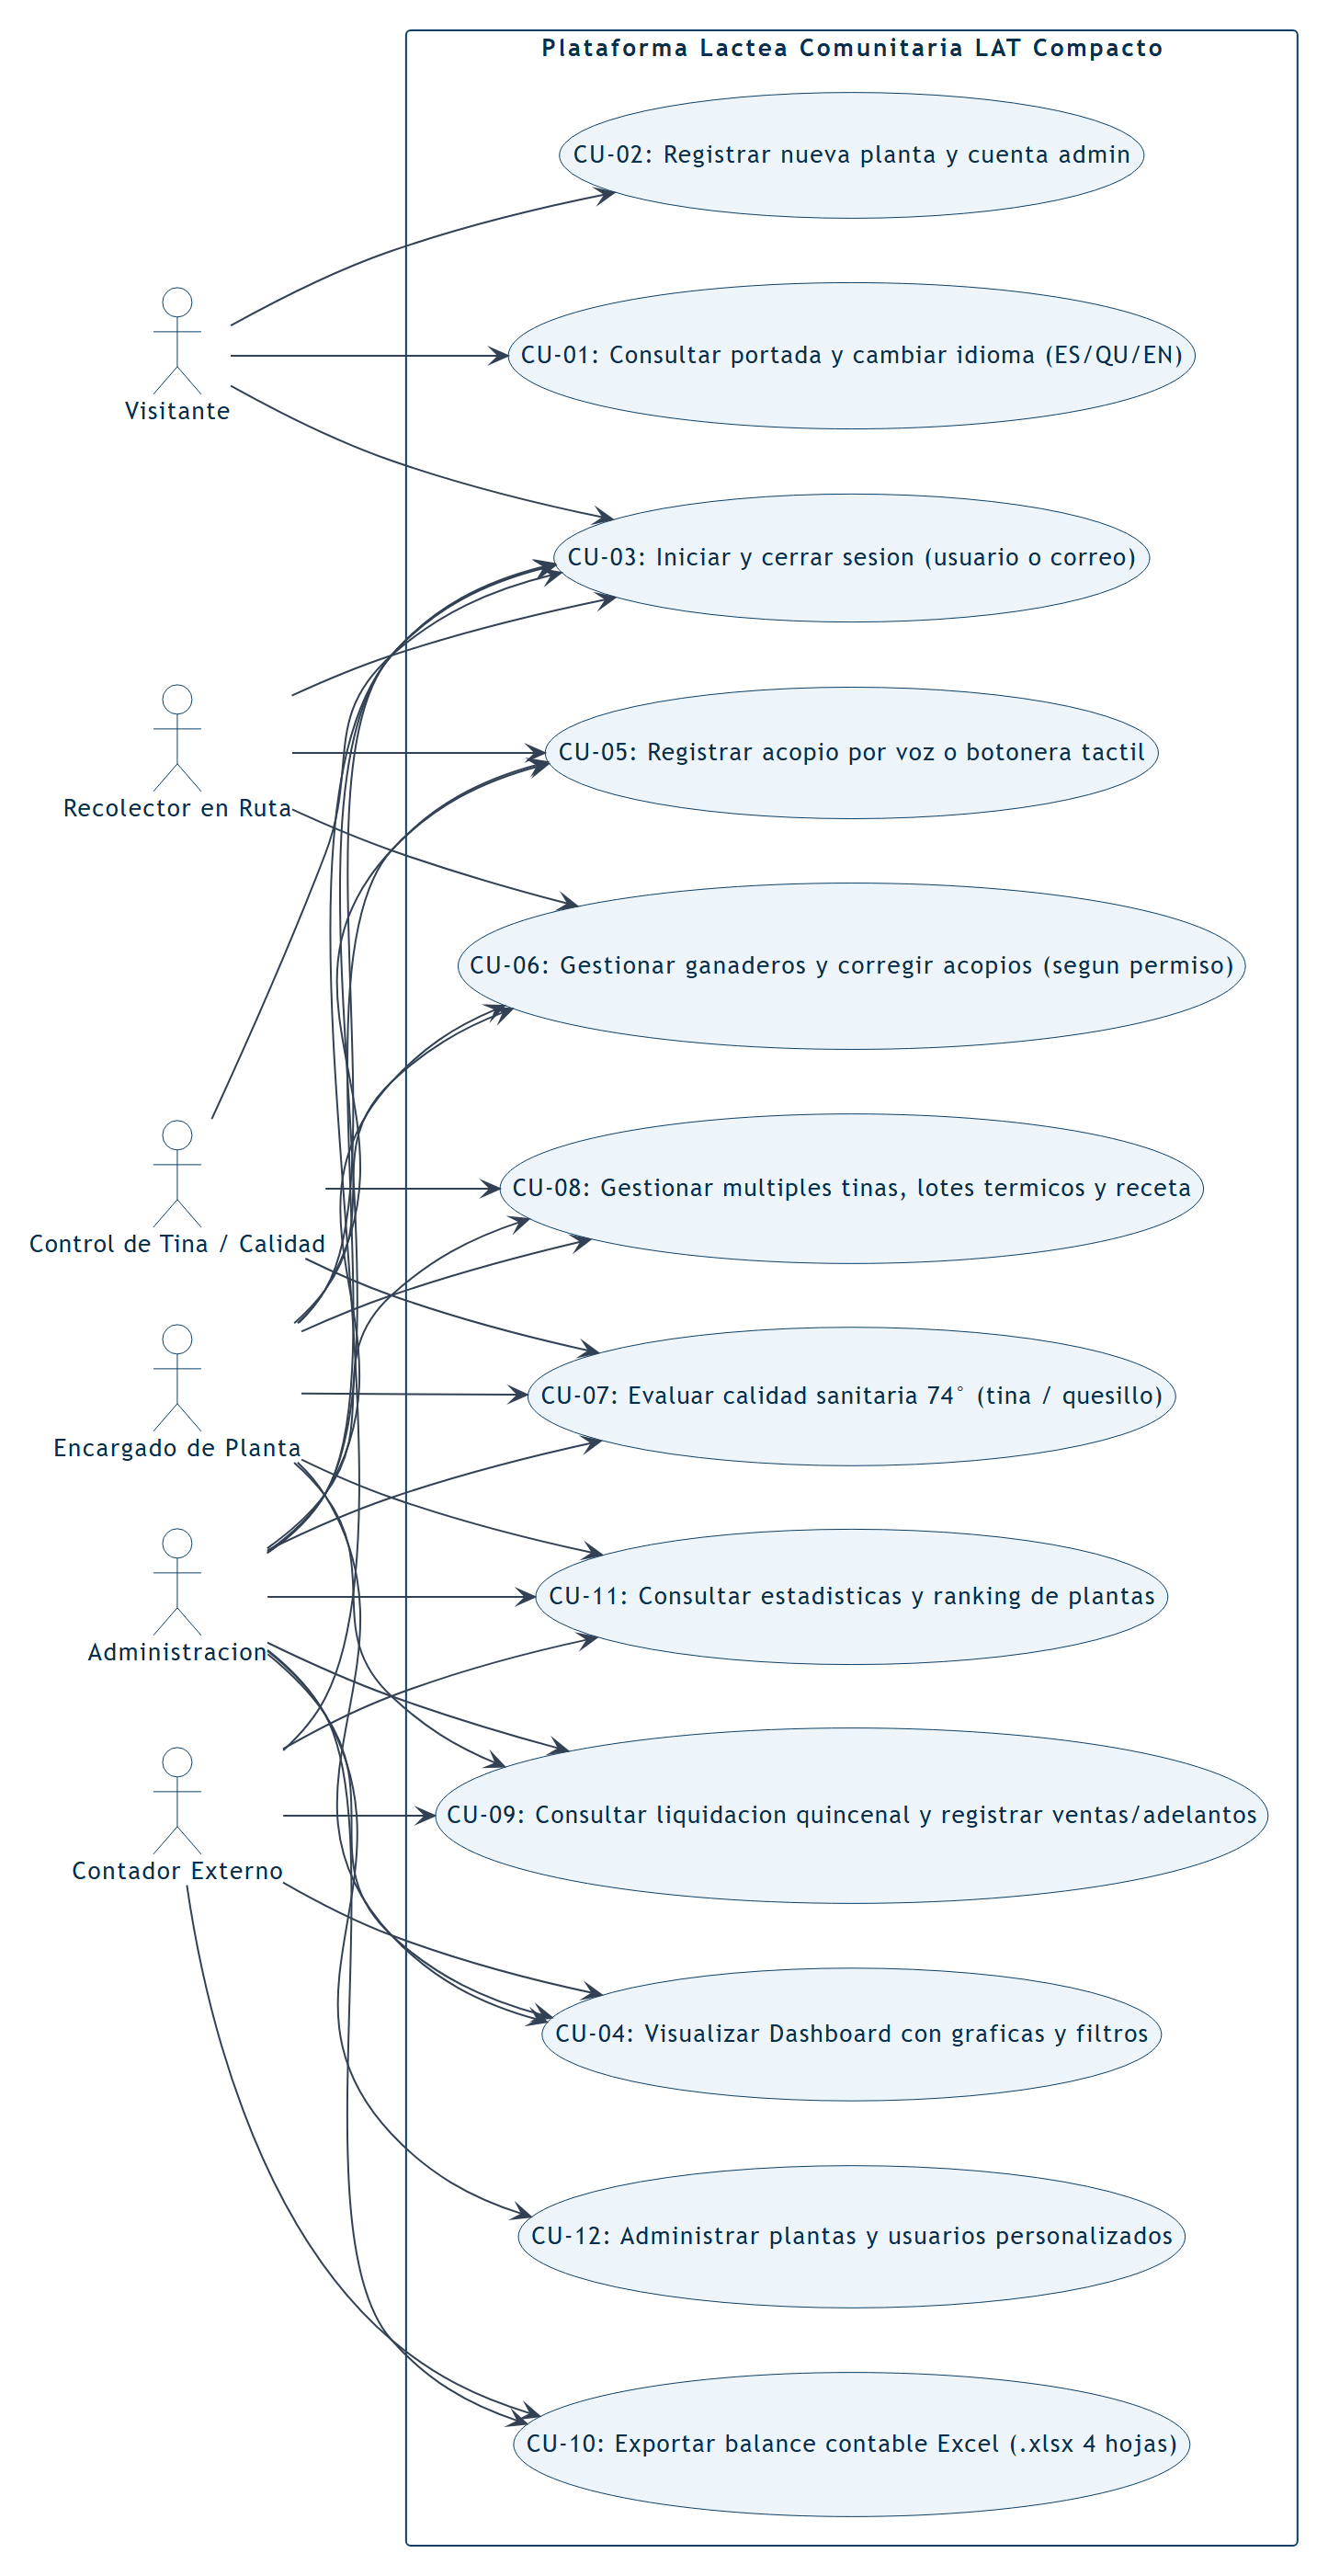 Plataforma Lactea Comunitaria LAT Compacto
CU-02: Registrar nueva planta y cuenta admin
CU-01: Consultar portada y cambiar idioma (ES/QU/EN)
Visitante
CU-03: Iniciar y cerrar sesion (usuario o correo)
CU-05: Registrar acopio por voz o botonera tactil
Recolector en Ruta
CU-06: Gestionar ganaderos y corregir acopios (segun permiso)
CU-08: Gestionar multiples tinas, lotes termicos y receta
Control de Tina / Calidad
CU-07: Evaluar calidad sanitaria 74° (tina / quesillo)
Encargado de Planta
CU-11: Consultar estadisticas y ranking de plantas
Administracion
CU-09: Consultar liquidacion quincenal y registrar ventas/adelantos
Contador Externo
CU-04: Visualizar Dashboard con graficas y filtros
CU-12: Administrar plantas y usuarios personalizados
CU-10: Exportar balance contable Excel (.xlsx 4 hojas)